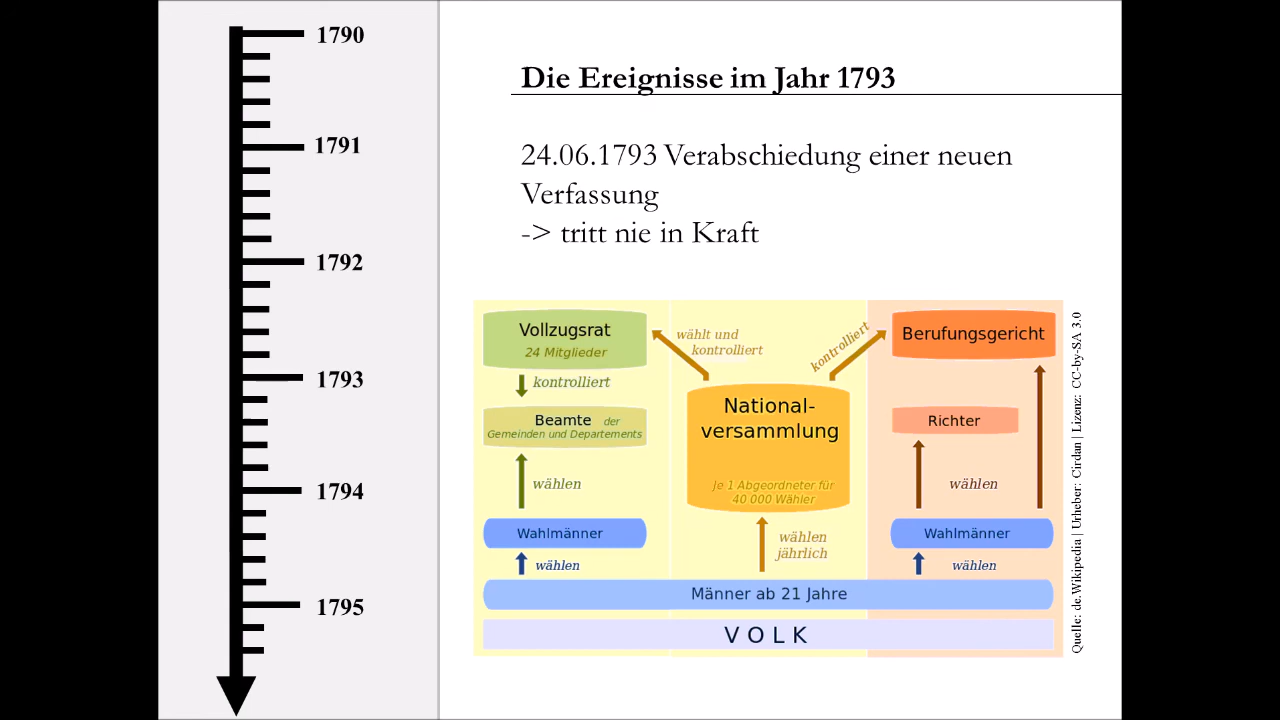 1790
1791
1792
1793
1794
1795
Die Ereignisse im Jahr 1793
24.06.1793 Verabschiedung einer neuen
Verfassung
-> tritt nie in Kraft
Vollzugsrat
24 Mitglieder
wählt und
kontrolliert
kontrolliert
Berufungsgericht
kontrolliert
Beamte der
Gemeinden und Departements
National-
versammlung
Je 1 Abgeordneter für
40 000 Wähler
Richter
wählen
wählen
Wahlmänner
wählen
jährlich
Wahlmänner
wählen
wählen
Männer ab 21 Jahre
VOLK
Quelle: de.Wikipedia | Urheber: Cirdan | Lizenz: CC-by-SA 3.0